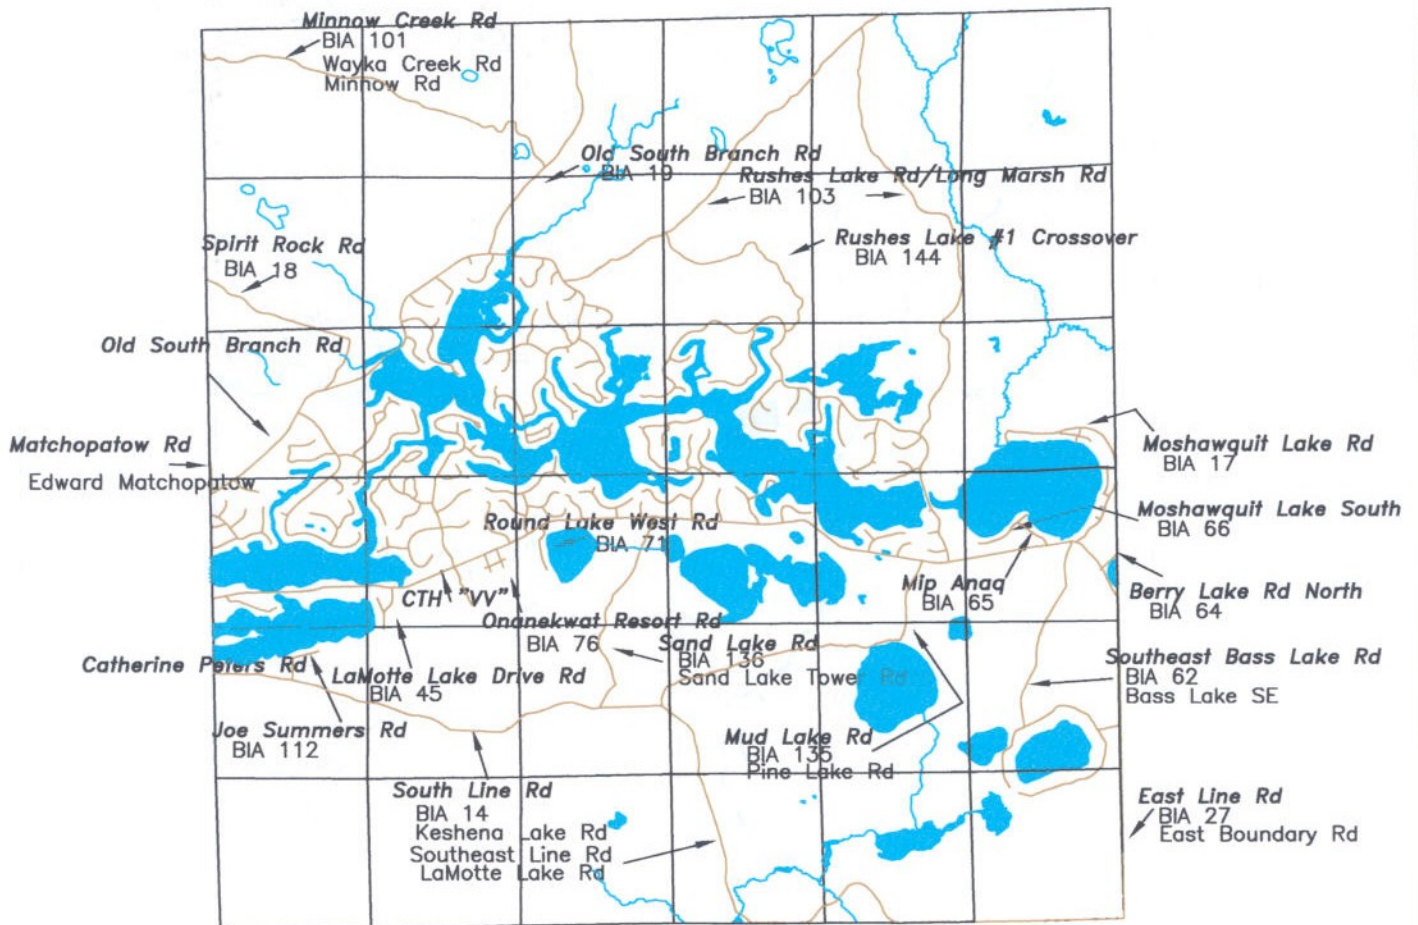 Minnow Creek Rd
BIA 101
Wayka Creek Rd
Minnow Rd
Old South Branch Rd
BIA 19
Rushes Lake Rd/Long Marsh Rd
BIA 103
Spirit Rock Rd
BIA 18
Rushes Lake #1 Crossover
BIA 144
Old South Branch Rd
Matchopatow Rd
Edward Matchopatow
Moshawquit Lake Rd
BIA 17
Moshawquit Lake South
BIA 66
Round Lake West Rd
BIA 71
Mip Anaq
BIA 65
Berry Lake Rd North
BIA 64
CTH "VV"
Onanekwat Resort Rd
BIA 76
Sand Lake Rd
BIA 136
Sand Lake Tower Rd
Southeast Bass Lake Rd
BIA 62
Bass Lake SE
Catherine Peters Rd
LaMotte Lake Drive Rd
BIA 45
Joe Summers Rd
BIA 112
Mud Lake Rd
BIA 135
Pine Lake Rd
South Line Rd
BIA 14
Keshena Lake Rd
Southeast Line Rd
LaMotte Lake Rd
East Line Rd
BIA 27
East Boundary Rd